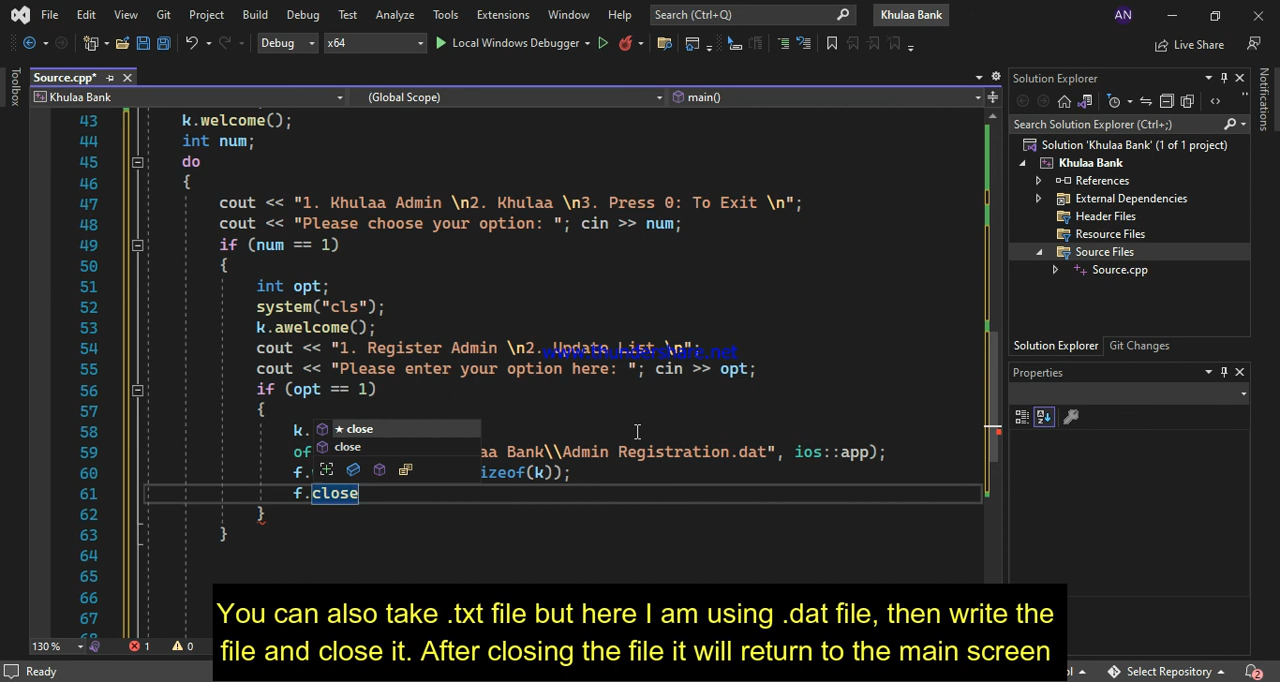 File Edit View Git Project Build Debug Test Analyze Tools Extensions Window Help Search (Ctrl+Q) Khulaa Bank AN
Debug x64 Local Windows Debugger Live Share
Toolbox
Source.cpp*
Khulaa Bank (Global Scope) main()
43 k.welcome();
44 int num;
45 do
46 {
47 cout << "1. Khulaa Admin \n2. Khulaa \n3. Press 0: To Exit \n";
48 cout << "Please choose your option: "; cin >> num;
49 if (num == 1)
50 {
51 int opt;
52 system("cls");
53 k.awelcome();
54 cout << "1. Register Admin \n2. Update List \n";
www.thundershare.net
55 cout << "Please enter your option here: "; cin >> opt;
56 if (opt == 1)
57 {
58 k.
59 of aa Bank\\Admin Registration.dat", ios::app);
60 f. sizeof(k));
61 f.close
62 }
63 }
64
65
66
67
★ close
close
130 % 1 0
Ready
Solution Explorer
Search Solution Explorer (Ctrl+;)
Solution 'Khulaa Bank' (1 of 1 project)
Khulaa Bank
References
External Dependencies
Header Files
Resource Files
Source Files
Source.cpp
Solution Explorer Git Changes
Properties
Notifications
Select Repository 2
You can also take .txt file but here I am using .dat file, then write the
file and close it. After closing the file it will return to the main screen